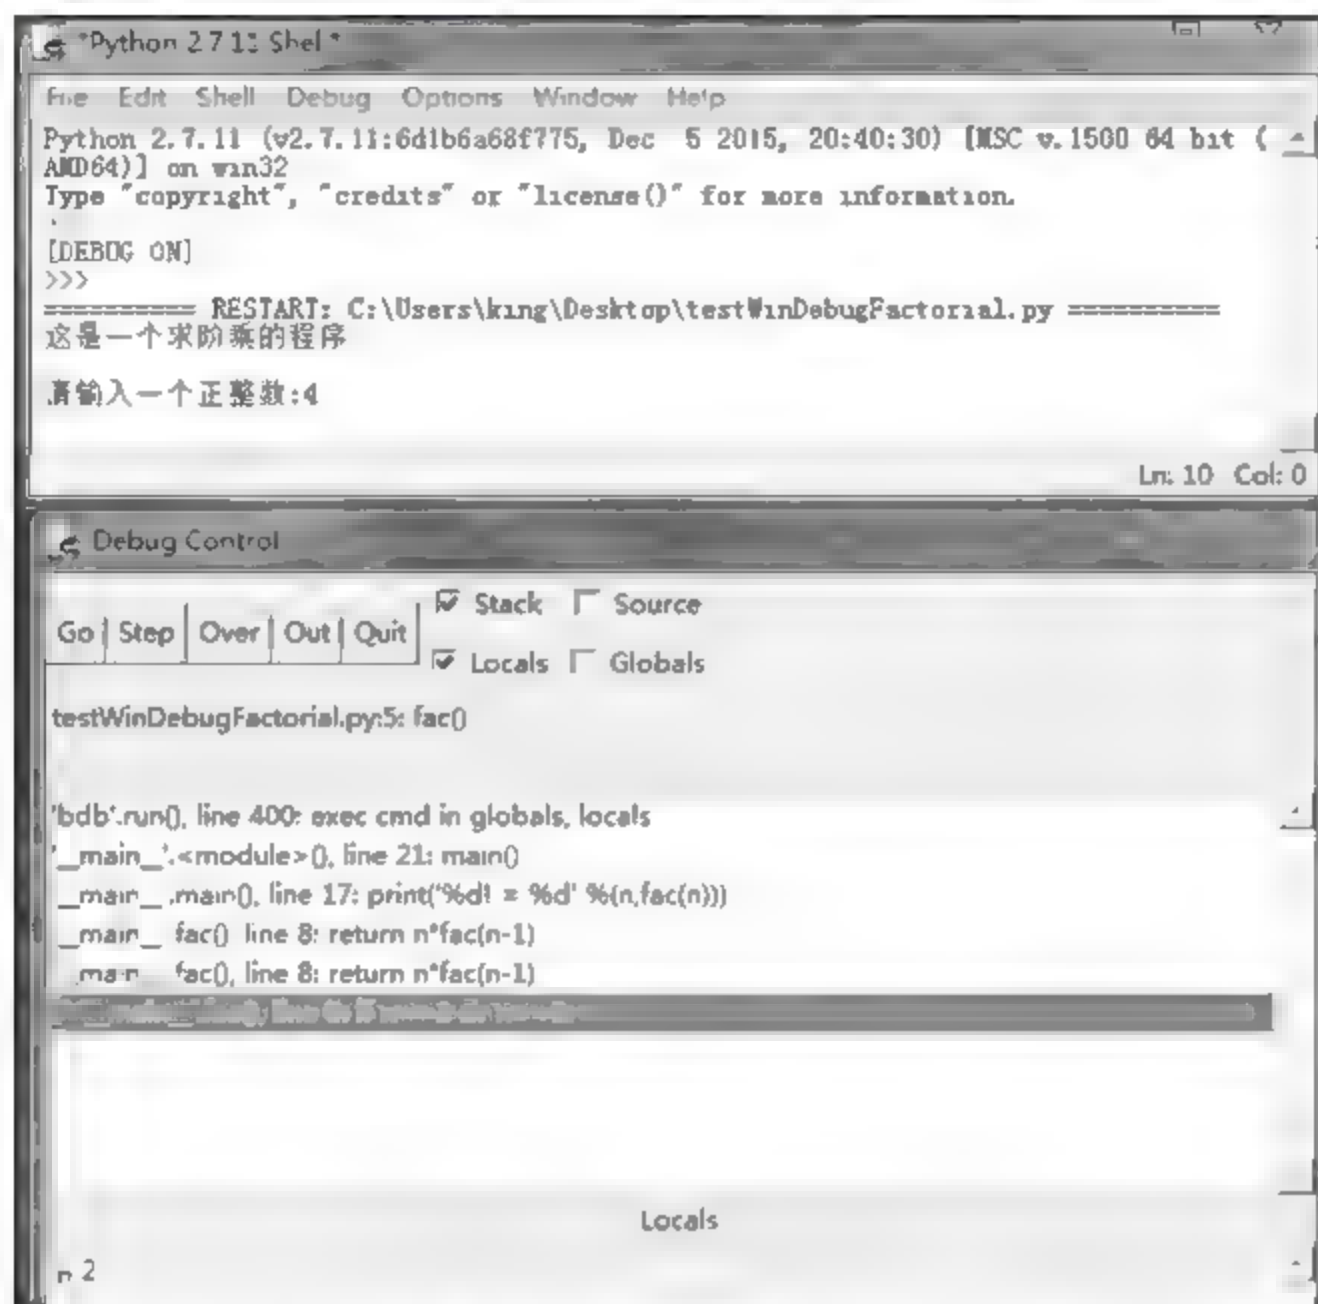 *Python 2.7.11 Shell*
File Edit Shell Debug Options Window Help
Python 2.7.11 (v2.7.11:6d1b6a68f775, Dec  5 2015, 20:40:30) [MSC v.1500 64 bit (
AMD64)] on win32
Type "copyright", "credits" or "license()" for more information.
[DEBUG ON]
>>>
========== RESTART: C:\Users\king\Desktop\testWinDebugFactorial.py ==========
这是一个求阶乘的程序
请输入一个正整数:4
Ln: 10 Col: 0
Debug Control
Go Step Over Out Quit
Stack Source
Locals Globals
testWinDebugFactorial.py:5: fac()
'bdb'.run(), line 400: exec cmd in globals, locals
'__main__'.<module>(), line 21: main()
'__main__'.main(), line 17: print('%d! = %d' %(n,fac(n)))
'__main__'.fac(), line 8: return n*fac(n-1)
'__main__'.fac(), line 8: return n*fac(n-1)
Locals
n 2